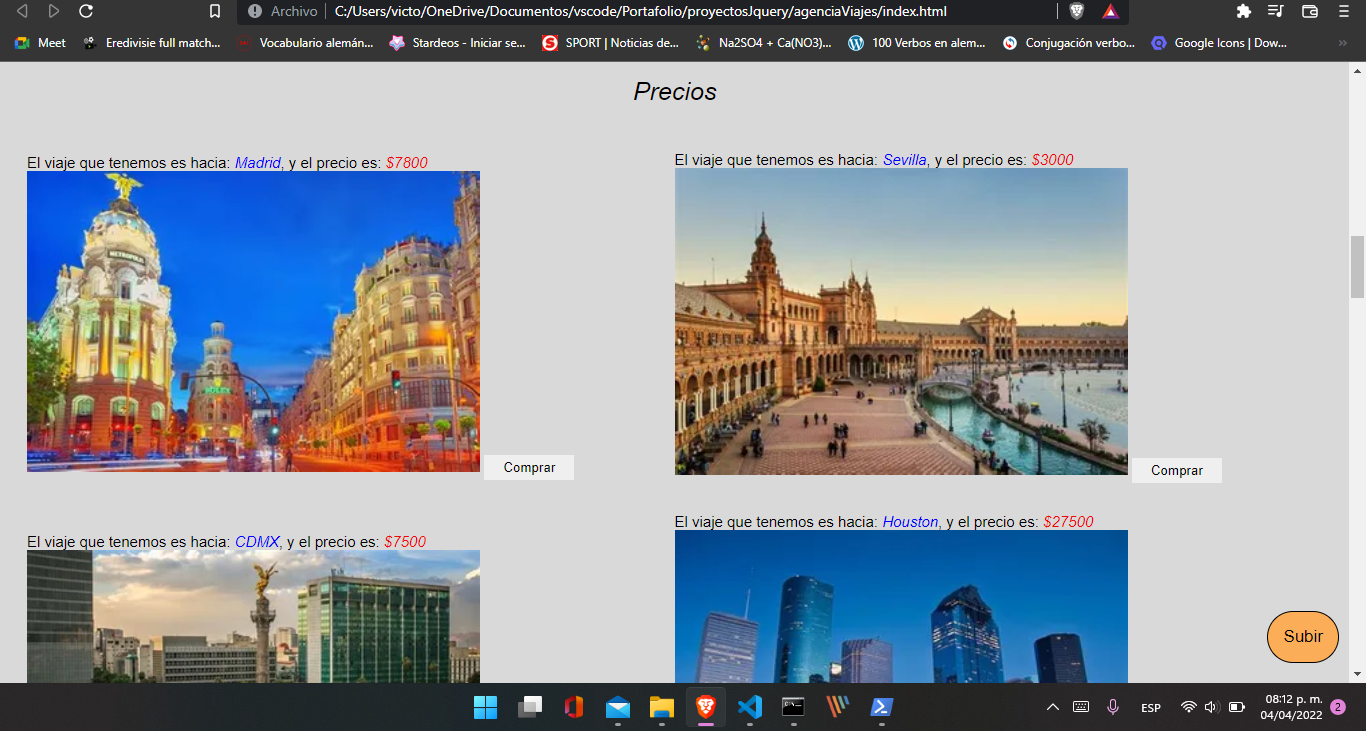 Archivo C:/Users/victo/OneDrive/Documentos/vscode/Portafolio/proyectosJquery/agenciaViajes/index.html
Meet Eredivisie full match... Vocabulario alemán... Stardeos - Iniciar se... SPORT | Noticias de... Na2SO4 + Ca(NO3)... 100 Verbos en alem... Conjugación verbo... Google Icons | Dow... »
Precios
El viaje que tenemos es hacia: Madrid, y el precio es: $7800
METROPOLIS
ROLEX
Comprar
El viaje que tenemos es hacia: Sevilla, y el precio es: $3000
Comprar
El viaje que tenemos es hacia: CDMX, y el precio es: $7500
El viaje que tenemos es hacia: Houston, y el precio es: $27500
Subir
ESP
08:12 p. m.
04/04/2022
2